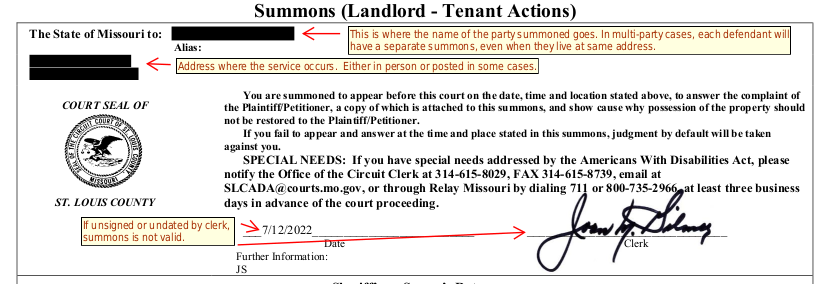 Summons (Landlord - Tenant Actions)
The State of Missouri to:
This is where the name of the party summoned goes. In multi-party cases, each defendant will
have a separate summons, even when they live at same address.
Alias:
Address where the service occurs. Either in person or posted in some cases.
You are summoned to appear before this court on the date, time and location stated above, to answer the complaint of
the Plaintiff/Petitioner, a copy of which is attached to this summons, and show cause why possession of the property should
not be restored to the Plaintiff/Petitioner.
If you fail to appear and answer at the time and place stated in this summons, judgment by default will be taken
against you.
SPECIAL NEEDS: If you have special needs addressed by the Americans With Disabilities Act, please
notify the Office of the Circuit Clerk at 314-615-8029, FAX 314-615-8739, email at
SLCADA@courts.mo.gov, or through Relay Missouri by dialing 711 or 800-735-2966, at least three business
days in advance of the court proceeding.
COURT SEAL OF
SEAL OF THE CIRCUIT COURT OF ST. LOUIS COUNTY
MISSOURI
ST. LOUIS COUNTY
If unsigned or undated by clerk,
summons is not valid.
7/12/2022
Date
Clerk
Further Information:
JS